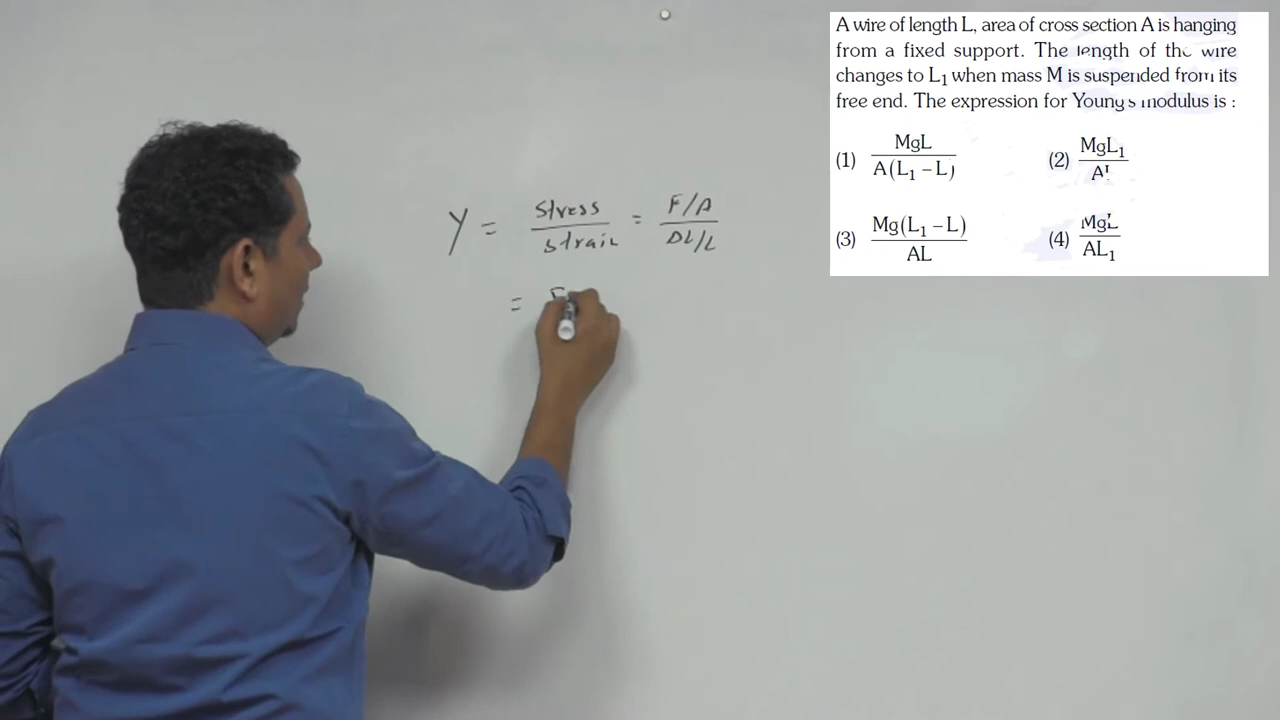 A wire of length L, area of cross section A is hanging
from a fixed support. The length of the wire
changes to L₁ when mass M is suspended from its
free end. The expression for Young's modulus is :
(1) MgL / A(L₁ – L) (2) MgL₁ / AL
(3) Mg(L₁ – L) / AL (4) MgL / AL₁
Y = Stress / Strain = F/A / DL/L
=